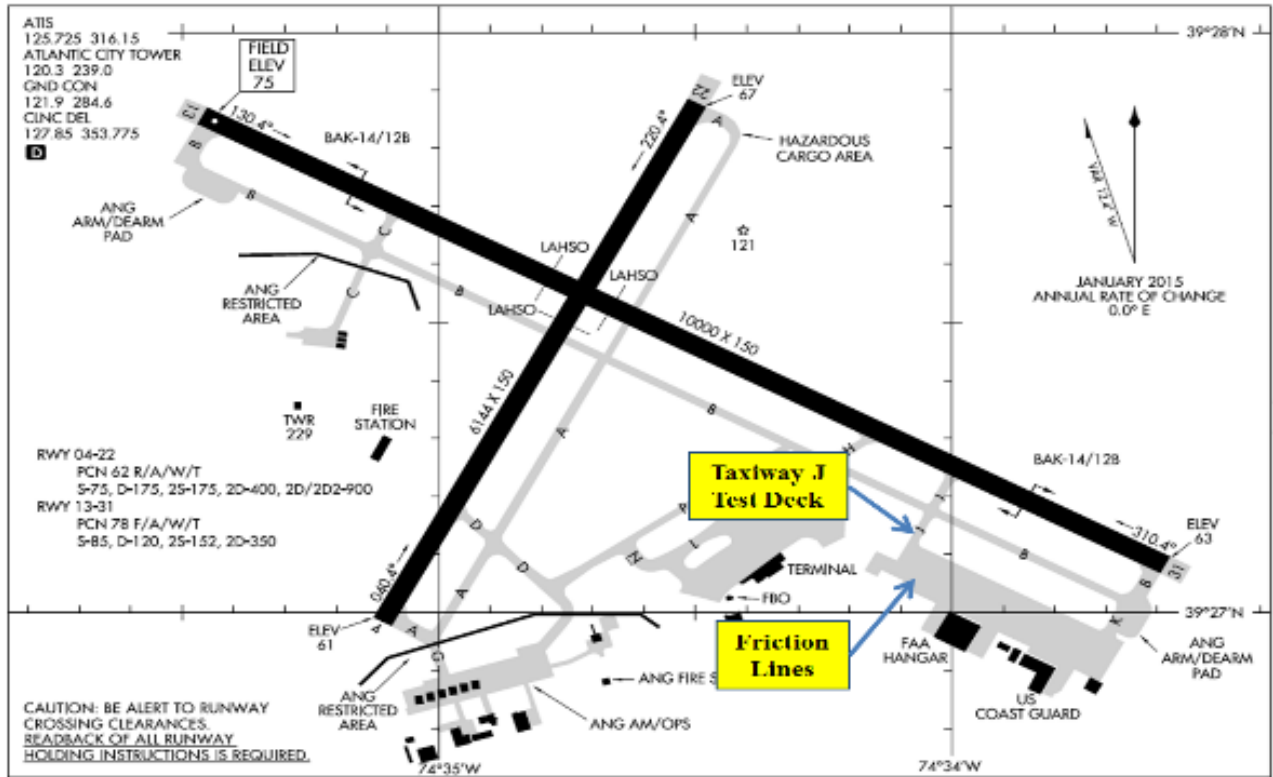 ATIS
125.725 316.15
ATLANTIC CITY TOWER
120.3 239.0
GND CON
121.9 284.6
CLNC DEL
127.85 353.775
D
FIELD
ELEV
75
13
130.4°
BAK-14/12B
22
ELEV
67
220.4°
A
HAZARDOUS
CARGO AREA
39°28'N
VAR 12.4° W
JANUARY 2015
ANNUAL RATE OF CHANGE
0.0° E
B
B
ANG
ARM/DEARM
PAD
C
C
ANG
RESTRICTED
AREA
A
121
LAHSO
LAHSO
LAHSO
B
10000 X 150
6144 X 150
TWR
229
FIRE
STATION
A
B
H
RWY 04-22
PCN 62 R/A/W/T
S-75, D-175, 2S-175, 2D-400, 2D/2D2-900
RWY 13-31
PCN 78 F/A/W/T
S-85, D-120, 2S-152, 2D-350
Taxiway J
Test Deck
BAK-14/12B
J
J
310.4°
ELEV
63
31
B
B
D
D
N
L
TERMINAL
FBO
040.4°
4
ELEV
61
A
A
G
39°27'N
K
Friction
Lines
FAA
HANGAR
ANG
ARM/DEARM
PAD
US
COAST GUARD
ANG
RESTRICTED
AREA
ANG FIRE S
ANG AM/OPS
CAUTION: BE ALERT TO RUNWAY
CROSSING CLEARANCES.
READBACK OF ALL RUNWAY
HOLDING INSTRUCTIONS IS REQUIRED.
74°35'W
74°34'W